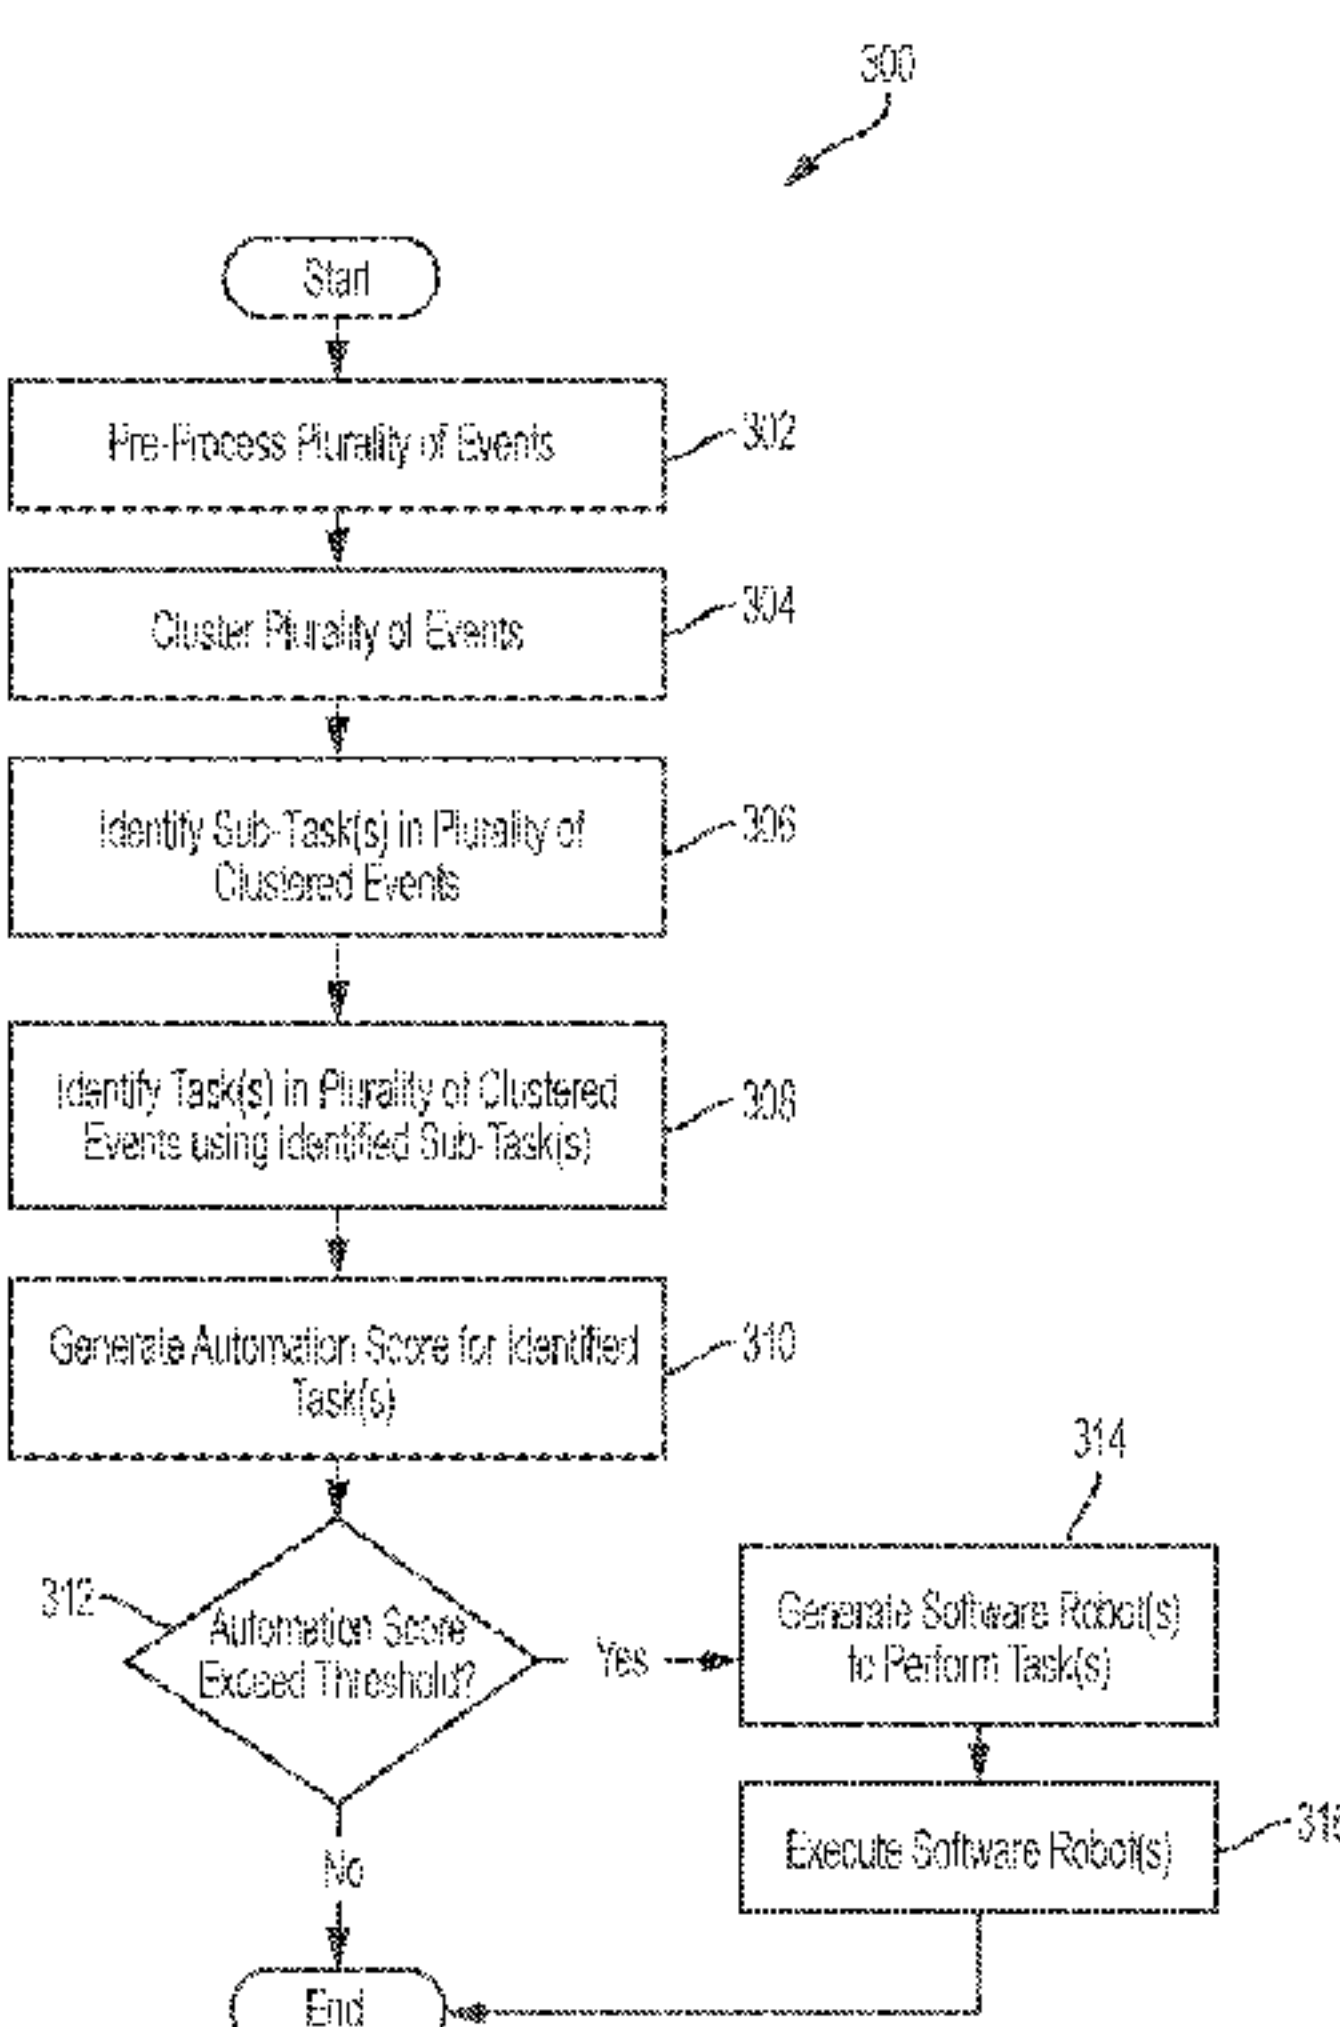 300
Start
Pre-Process Plurality of Events
302
Cluster Plurality of Events
304
Identify Sub-Task(s) in Plurality of
Clustered Events
306
Identify Task(s) in Plurality of Clustered
Events using Identified Sub-Task(s)
308
Generate Automation Score for Identified
Task(s)
310
314
312
Automation Score
Exceed Threshold?
Yes
Generate Software Robot(s)
to Perform Task(s)
Execute Software Robot(s)
No
End